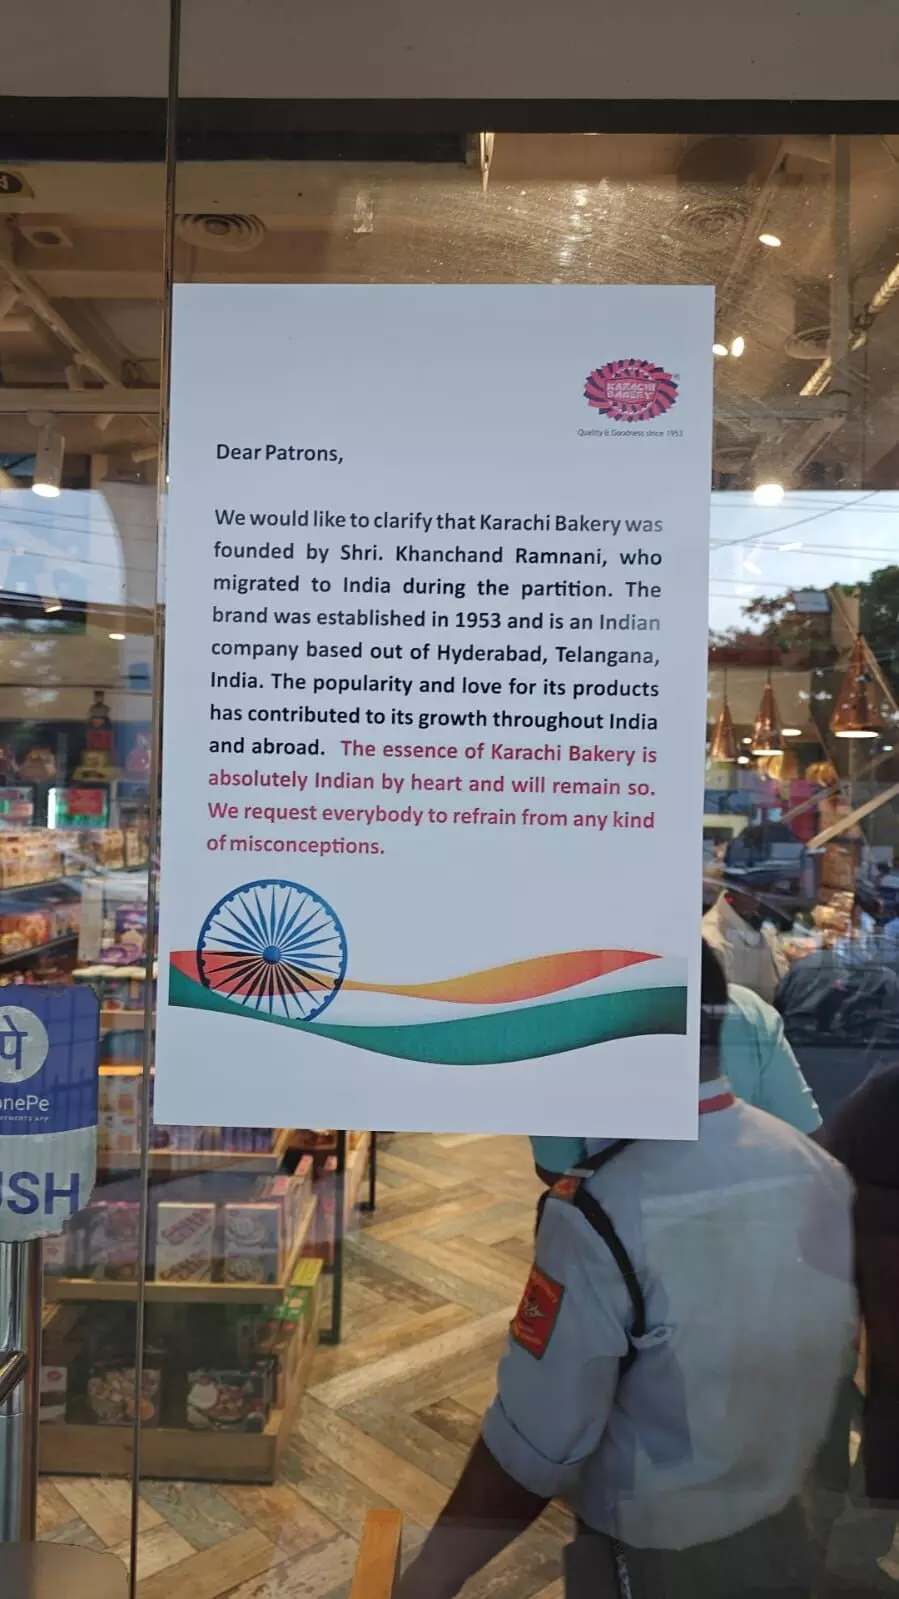 KARACHI
BAKERY
®
Quality & Goodness since 1953
Dear Patrons,
We would like to clarify that Karachi Bakery was
founded by Shri. Khanchand Ramnani, who
migrated to India during the partition. The
brand was established in 1953 and is an Indian
company based out of Hyderabad, Telangana,
India. The popularity and love for its products
has contributed to its growth throughout India
and abroad. The essence of Karachi Bakery is
absolutely Indian by heart and will remain so.
We request everybody to refrain from any kind
of misconceptions.
पे
onePe
USH